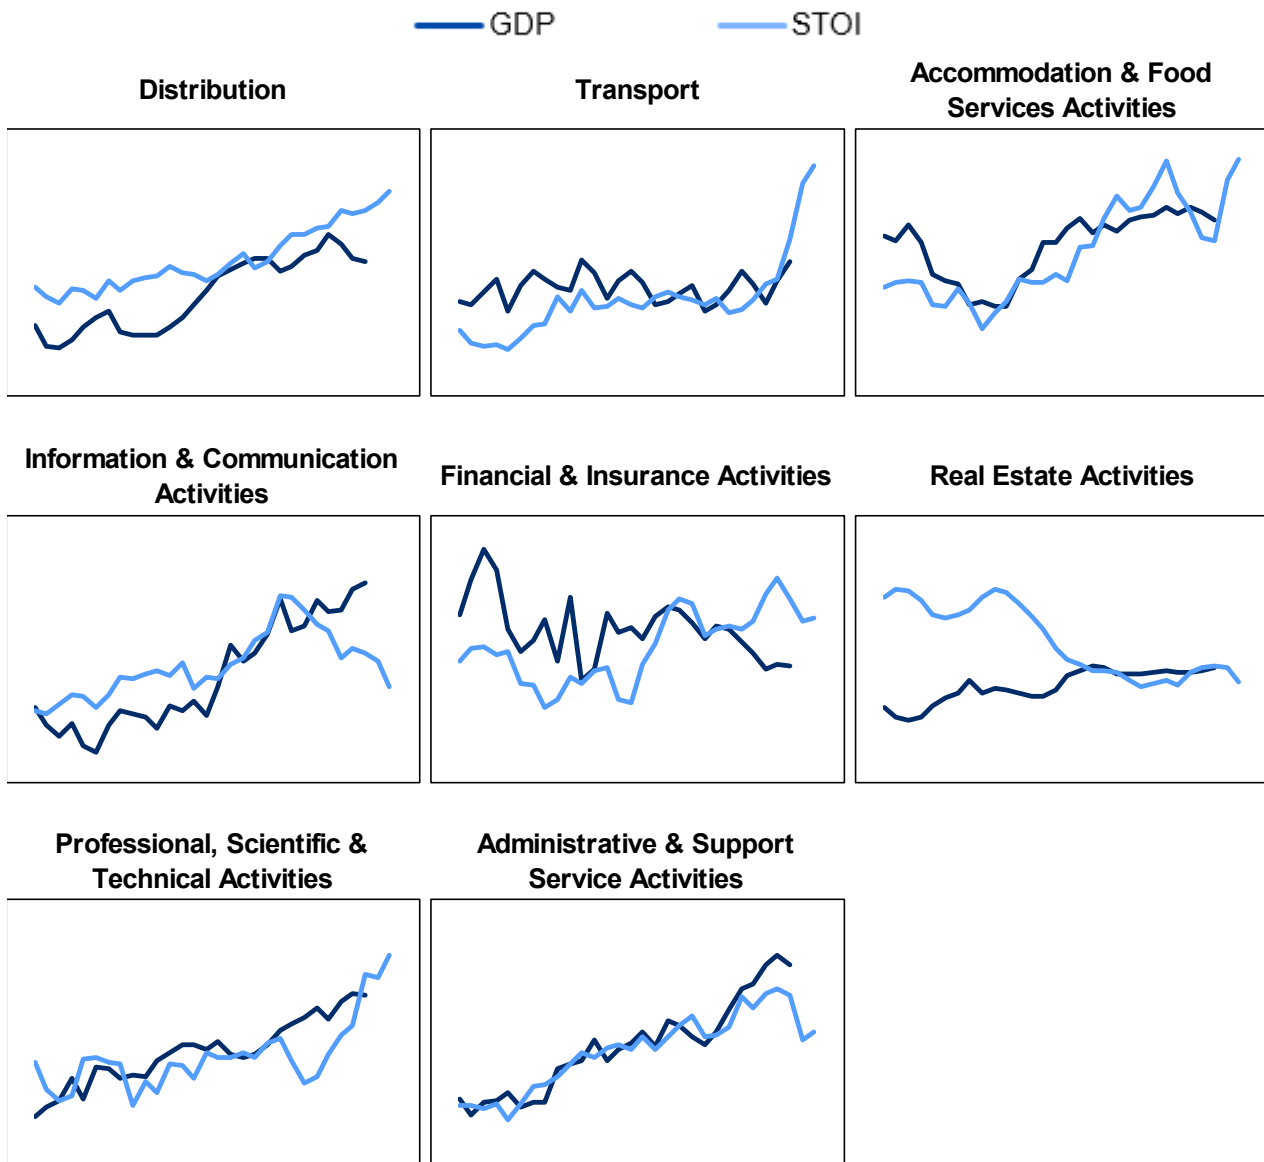 GDP STOI
Distribution
Transport
Accommodation & Food
Services Activities
Information & Communication
Activities
Financial & Insurance Activities
Real Estate Activities
Professional, Scientific &
Technical Activities
Administrative & Support
Service Activities